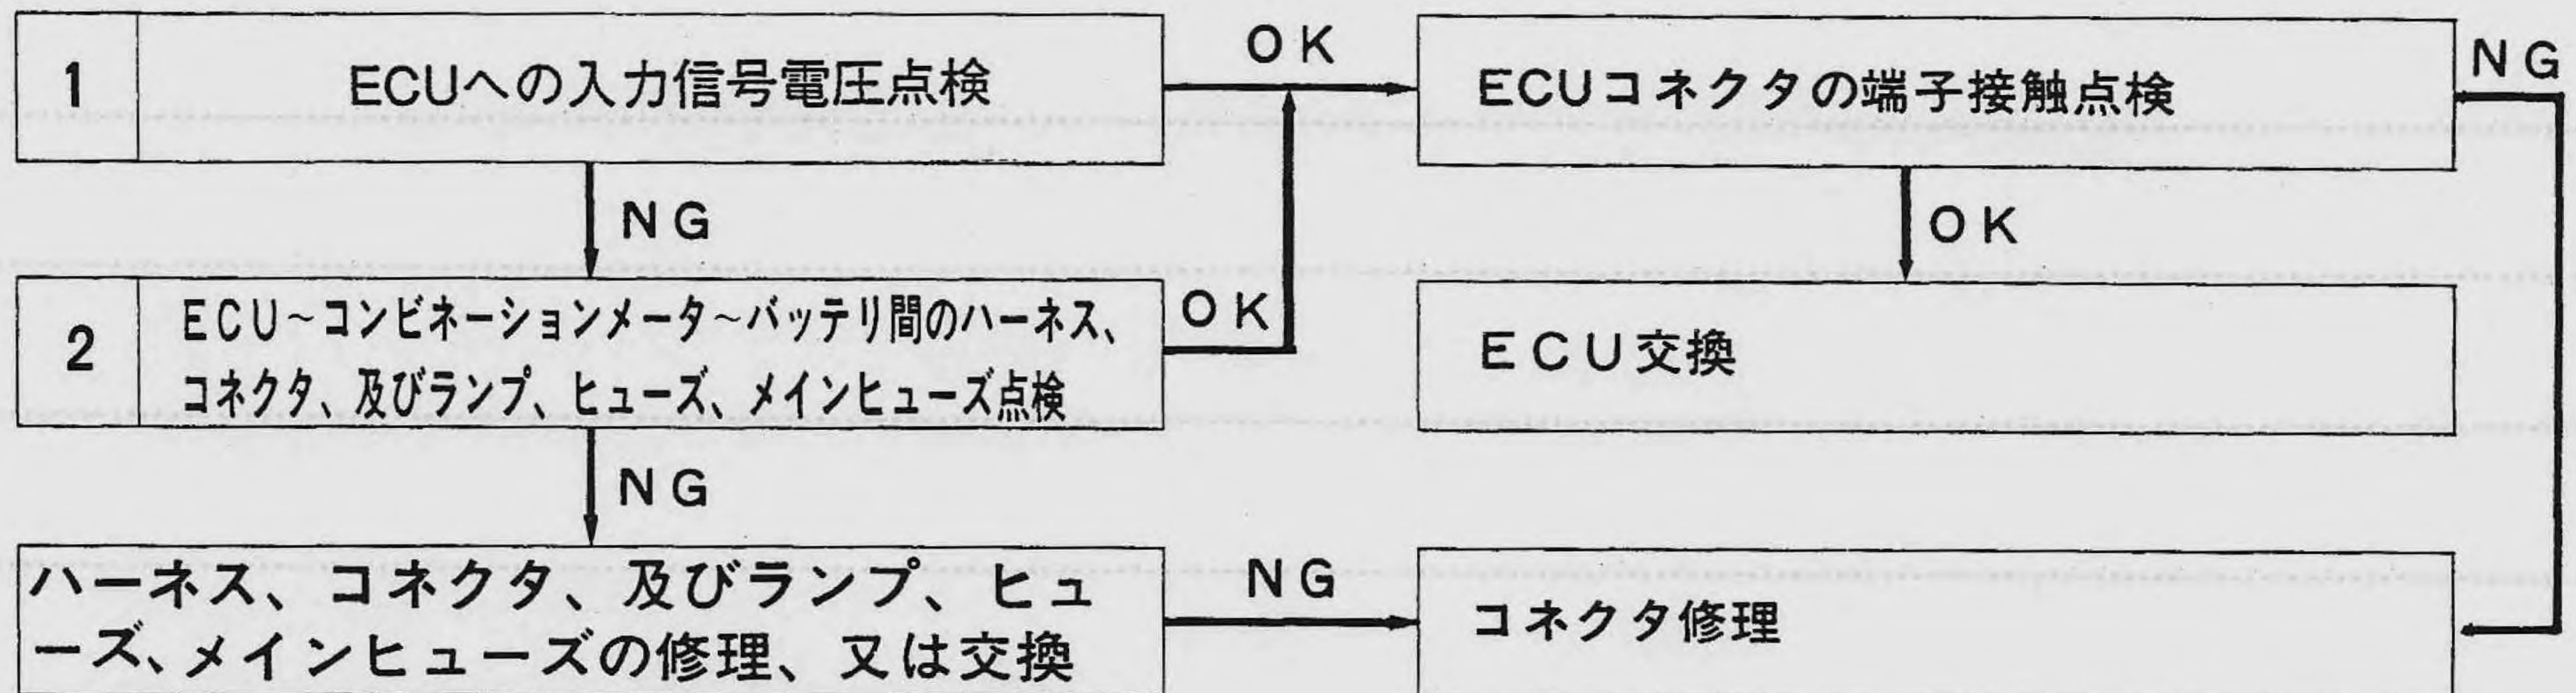 1
ECUへの入力信号電圧点検
OK
ECUコネクタの端子接触点検
NG
NG
OK
2
ECU~コンビネーションメータ~バッテリ間のハーネス、
コネクタ、及びランプ、ヒューズ、メインヒューズ点検
OK
ECU交換
NG
ハーネス、コネクタ、及びランプ、ヒュ
ーズ、メインヒューズの修理、又は交換
NG
コネクタ修理